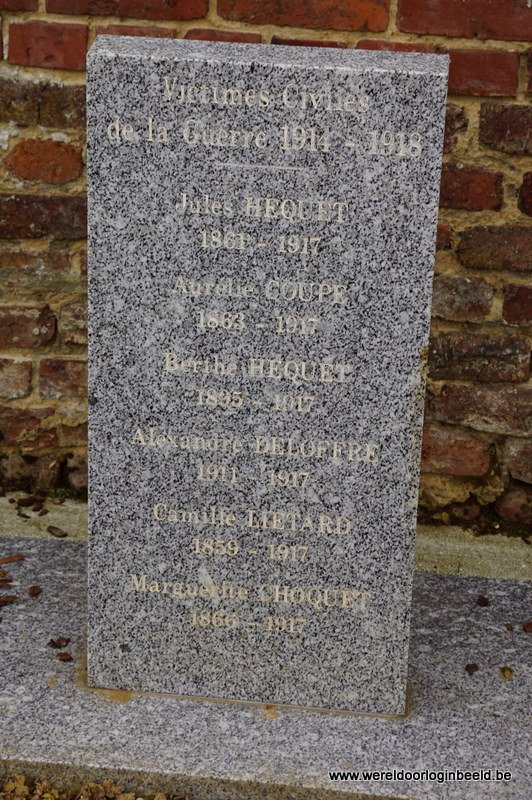 Victimes Civiles
de la Guerre 1914 - 1918
Jules HEQUET
1861 - 1917
Aurélie COUPE
1863 - 1917
Berthe HEQUET
1895 - 1917
Alexandre DELOFFRE
1911 - 1917
Camille LIETARD
1859 - 1917
Marguerite CHOQUET
1866 - 1917
www.wereldoorloginbeeld.be